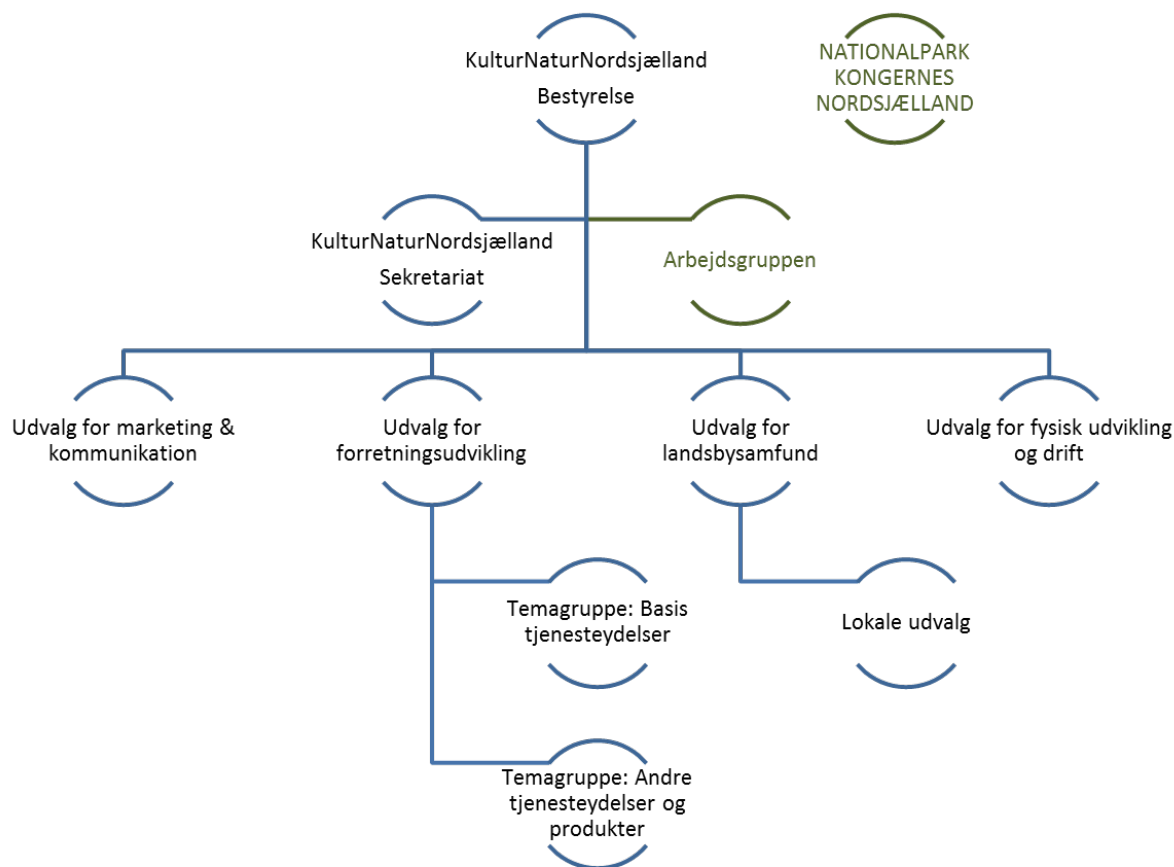 KulturNaturNordsjælland
Bestyrelse
NATIONALPARK
KONGERNES
NORDSJÆLLAND
KulturNaturNordsjælland
Sekretariat
Arbejdsgruppen
Udvalg for marketing &
kommunikation
Udvalg for
forretningsudvikling
Udvalg for
landsbysamfund
Udvalg for fysisk udvikling
og drift
Temagruppe: Basis
tjenesteydelser
Lokale udvalg
Temagruppe: Andre
tjenesteydelser og
produkter